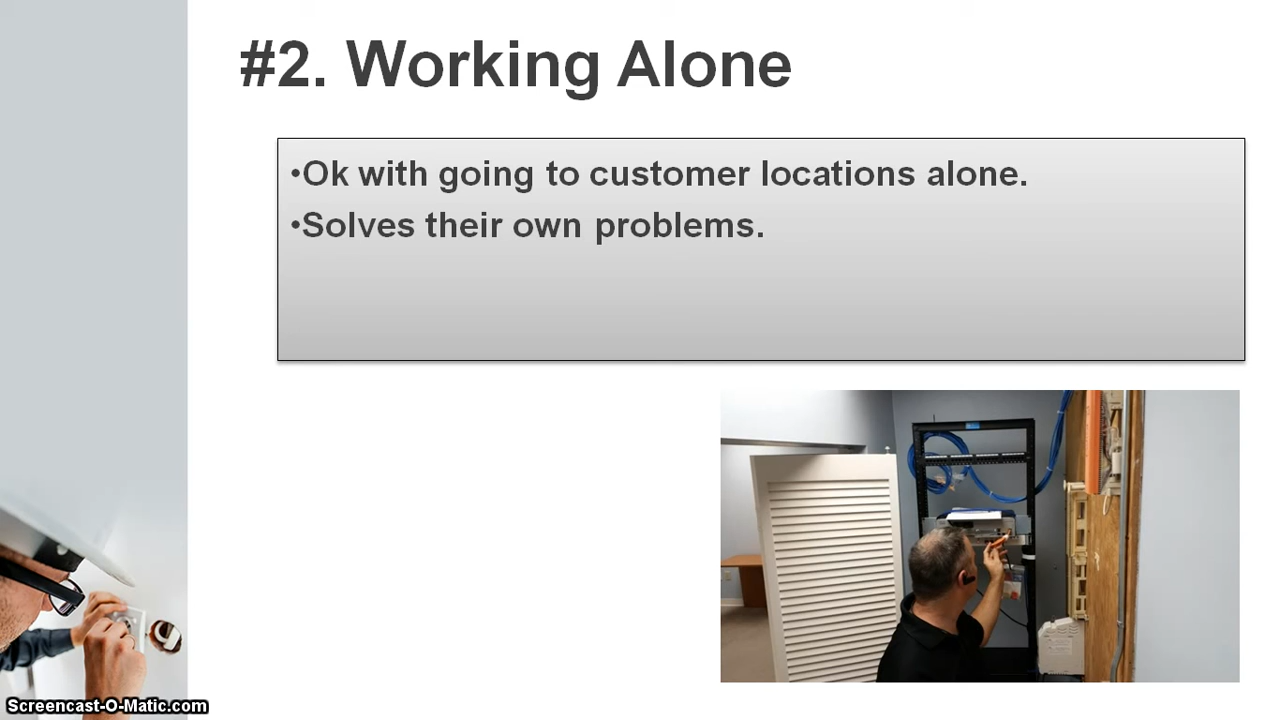 #2. Working Alone
•Ok with going to customer locations alone.
•Solves their own problems.
Screencast-O-Matic.com